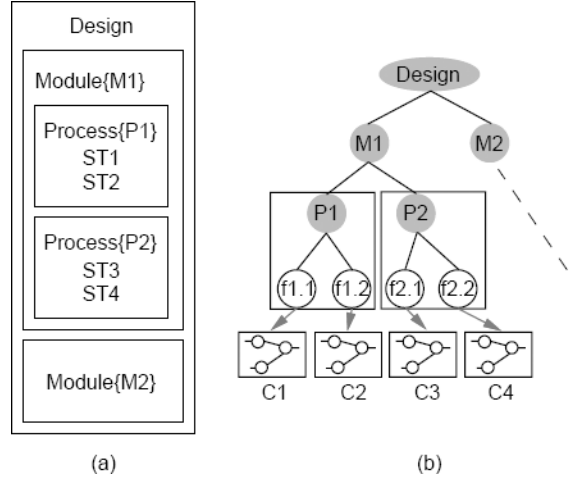 Design
Module{M1}
Process{P1}
ST1
ST2
Process{P2}
ST3
ST4
Module{M2}
(a)
Design
M1 M2
P1 P2
f1.1 f1.2 f2.1 f2.2
C1 C2 C3 C4
(b)